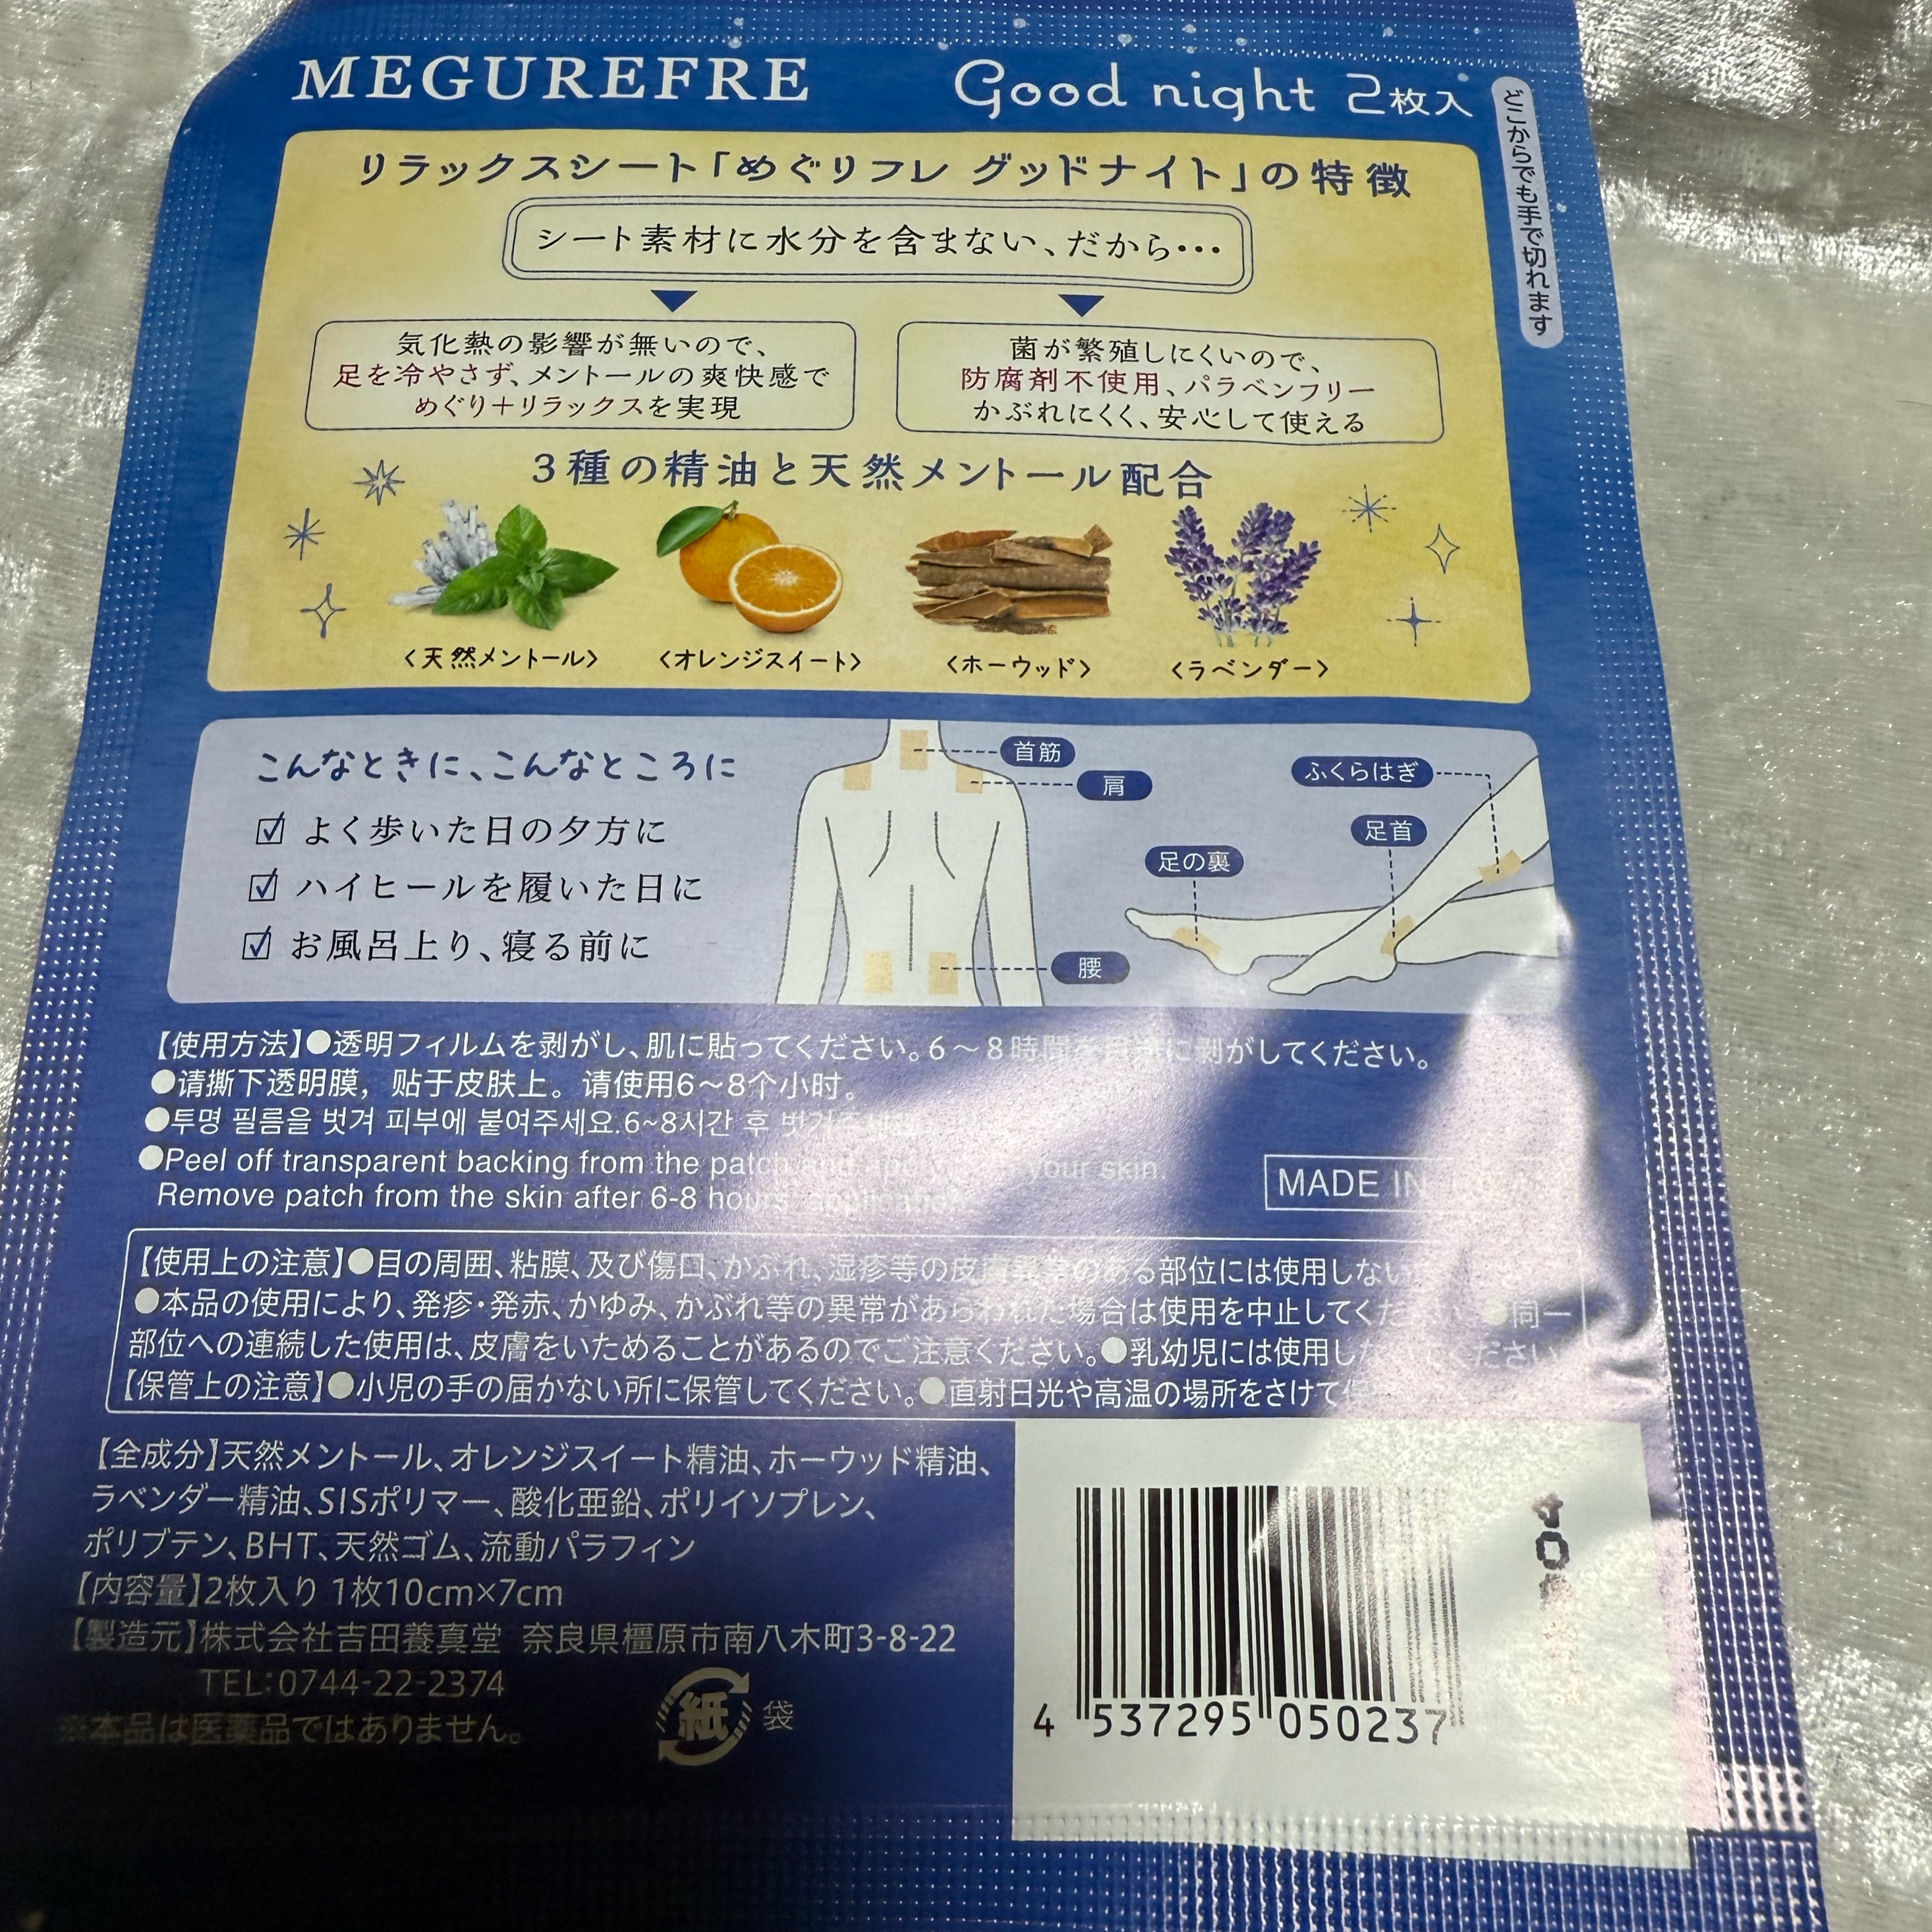 MEGUREFRE Good night 2枚入
どこからでも手で切れます
リラックスシート「めぐりフレ グッドナイト」の特徴
シート素材に水分を含まない、だから・・・
気化熱の影響が無いので、
足を冷やさず、メントールの爽快感で
めぐり＋リラックスを実現
菌が繁殖しにくいので、
防腐剤不使用、パラベンフリー
かぶれにくく、安心して使える
3種の精油と天然メントール配合
〈天然メントール〉 〈オレンジスイート〉 〈ホーウッド〉 〈ラベンダー〉
こんなときに、こんなところに
☑ よく歩いた日の夕方に
☑ ハイヒールを履いた日に
☑ お風呂上り、寝る前に
首筋
肩
腰
ふくらはぎ
足首
足の裏
【使用方法】●透明フィルムを剥がし、肌に貼ってください。6～8時間を目安に剥がしてください。
●请撕下透明膜，贴于皮肤上。请使用6～8个小时。
●투명 필름을 벗겨 피부에 붙여주세요.6~8시간 후
●Peel off transparent backing from the patch and your skin.
Remove patch from the skin after 6-8 hours' application.
MADE IN
【使用上の注意】●目の周囲、粘膜、及び傷口、かぶれ、湿疹等の皮膚異常のある部位には使用しない
●本品の使用により、発疹・発赤、かゆみ、かぶれ等の異常があらわれた場合は使用を中止してくだ ●同一
部位への連続した使用は、皮膚をいためることがあるのでご注意ください。●乳幼児には使用し ください
【保管上の注意】●小児の手の届かない所に保管してください。●直射日光や高温の場所をさけて
【全成分】天然メントール、オレンジスイート精油、ホーウッド精油、
ラベンダー精油、SISポリマー、酸化亜鉛、ポリイソプレン、
ポリブテン、BHT、天然ゴム、流動パラフィン
【内容量】2枚入り 1枚10cm×7cm
【製造元】株式会社吉田養真堂 奈良県橿原市南八木町3-8-22
TEL:0744-22-2374
※本品は医薬品ではありません。
紙 袋
4 537295 050237